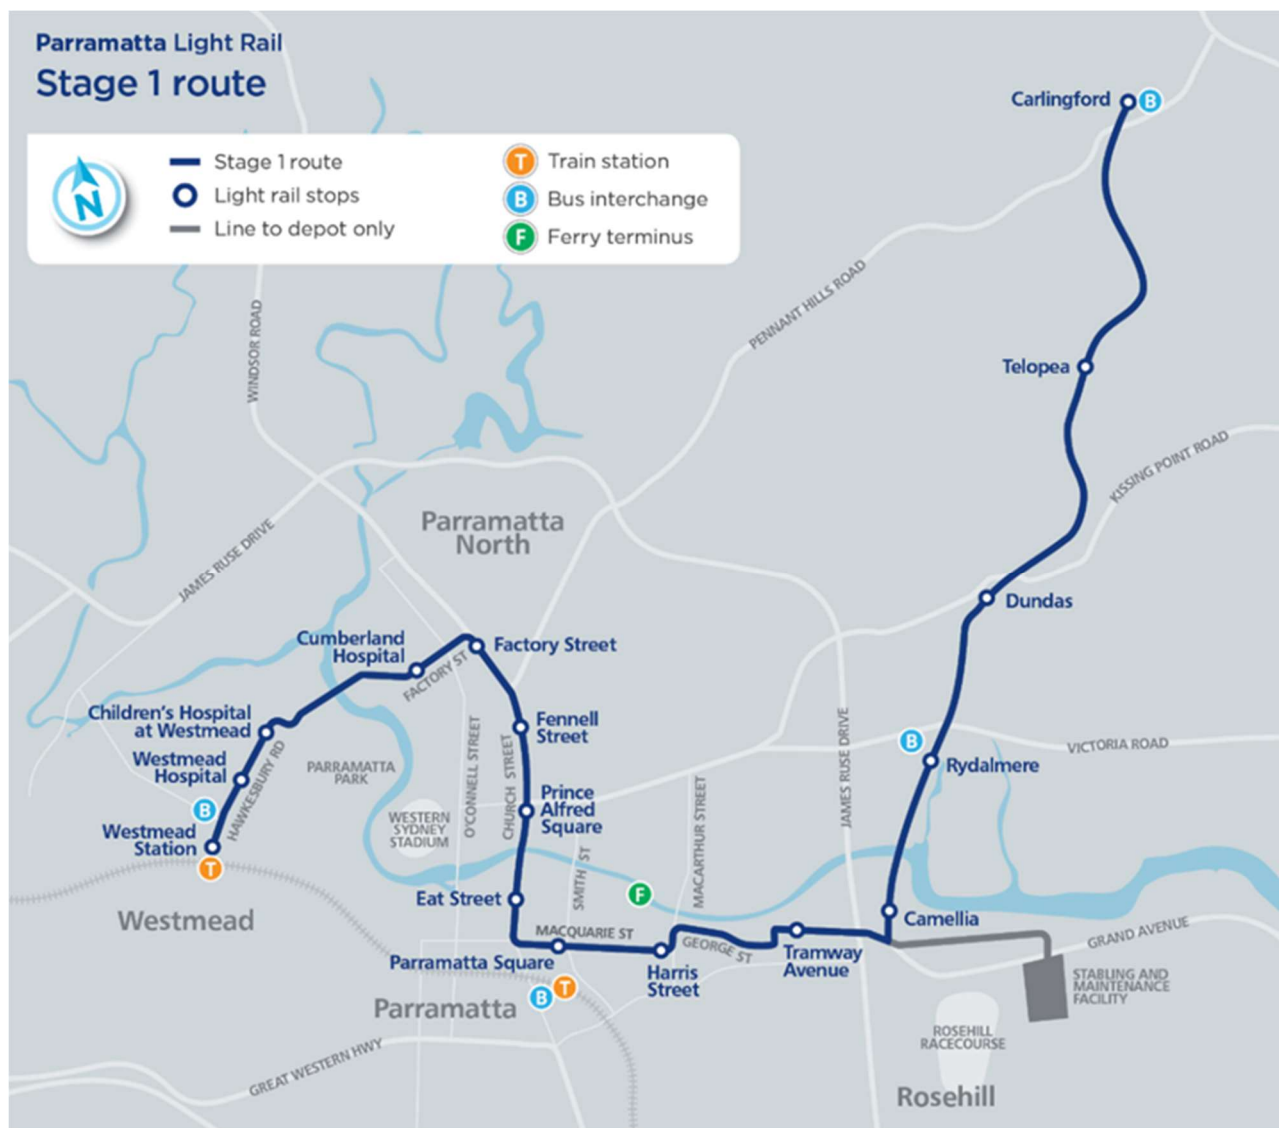 Parramatta Light Rail
Stage 1 route
N
Stage 1 route
Light rail stops
Line to depot only
T Train station
B Bus interchange
F Ferry terminus
Carlingford
B
WINDSOR ROAD
PENNANT HILLS ROAD
Telopea
KISSING POINT ROAD
JAMES RUSE DRIVE
Parramatta
North
Dundas
Cumberland
Hospital
Factory Street
FACTORY ST
Children's Hospital
at Westmead
Fennell
Street
Westmead
Hospital
HAWKESBURY RD
PARRAMATTA
PARK
O'CONNELL STREET
CHURCH STREET
JAMES RUSE DRIVE
B
VICTORIA ROAD
Rydalmere
Prince
Alfred
Square
MACARTHUR STREET
B
WESTERN
SYDNEY
STADIUM
Westmead
Station
T
SMITH ST
F
Eat Street
Camellia
Westmead
MACQUARIE ST
GEORGE ST
GRAND AVENUE
Parramatta Square
Tramway
Avenue
Harris
Street
STABLING AND
MAINTENANCE
FACILITY
T
B
Parramatta
ROSEHILL
RACECOURSE
GREAT WESTERN HWY
Rosehill